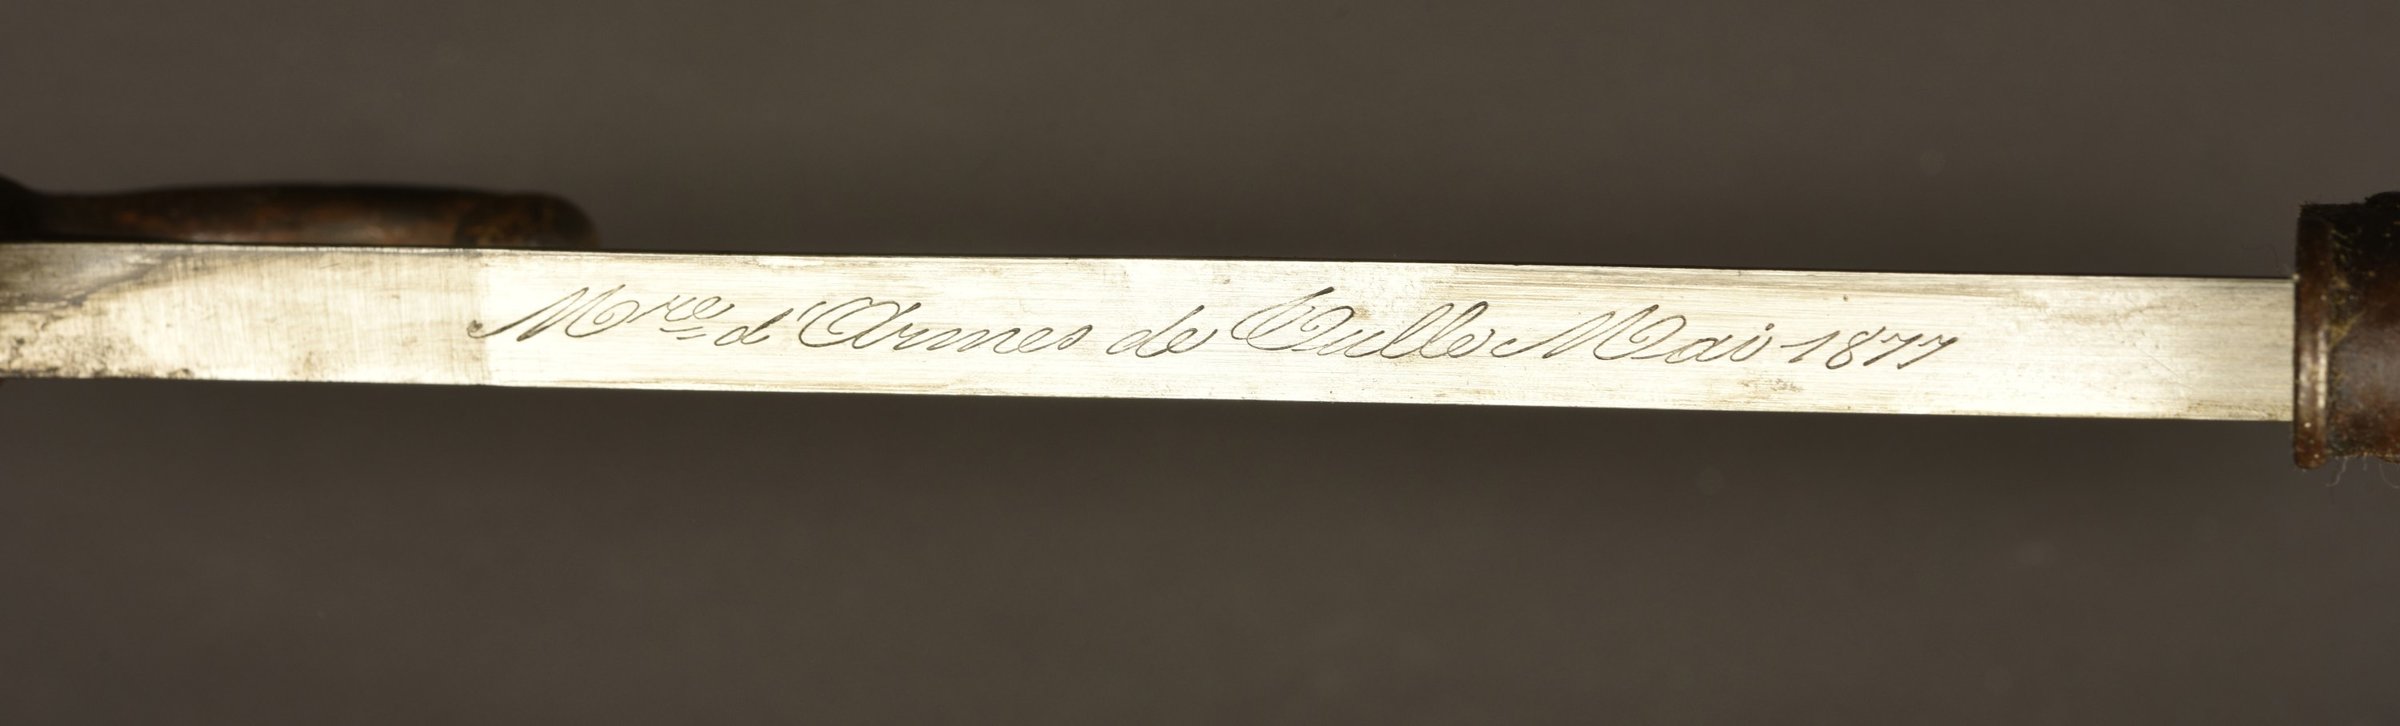 Mre d'Armes de Tulle Mai 1877